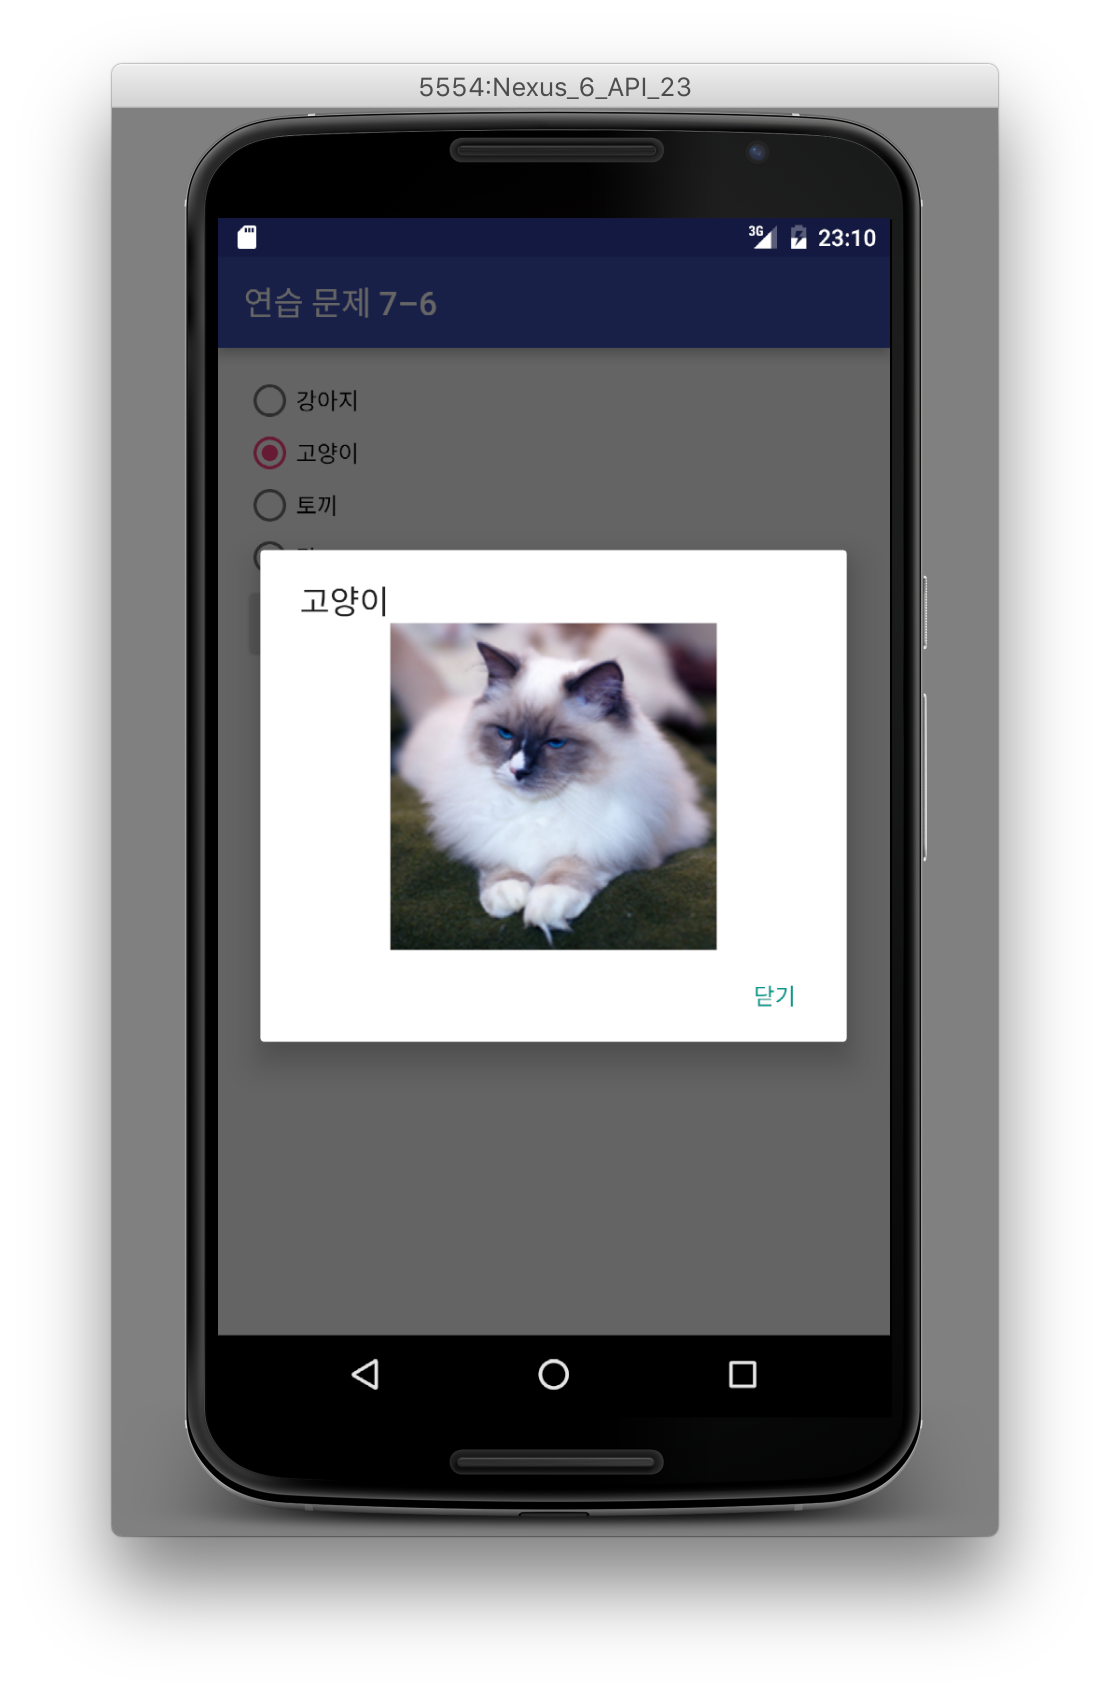 5554:Nexus_6_API_23
3G 23:10
연습 문제 7-6
강아지
고양이
토끼
고양이
닫기